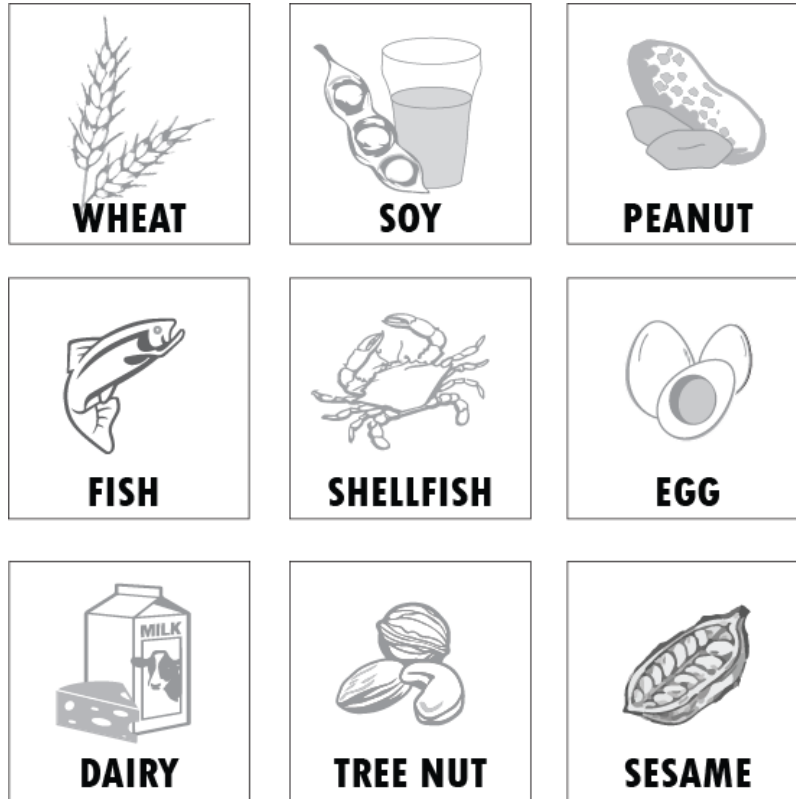 WHEAT
SOY
PEANUT
FISH
SHELLFISH
EGG
MILK
DAIRY
TREE NUT
SESAME